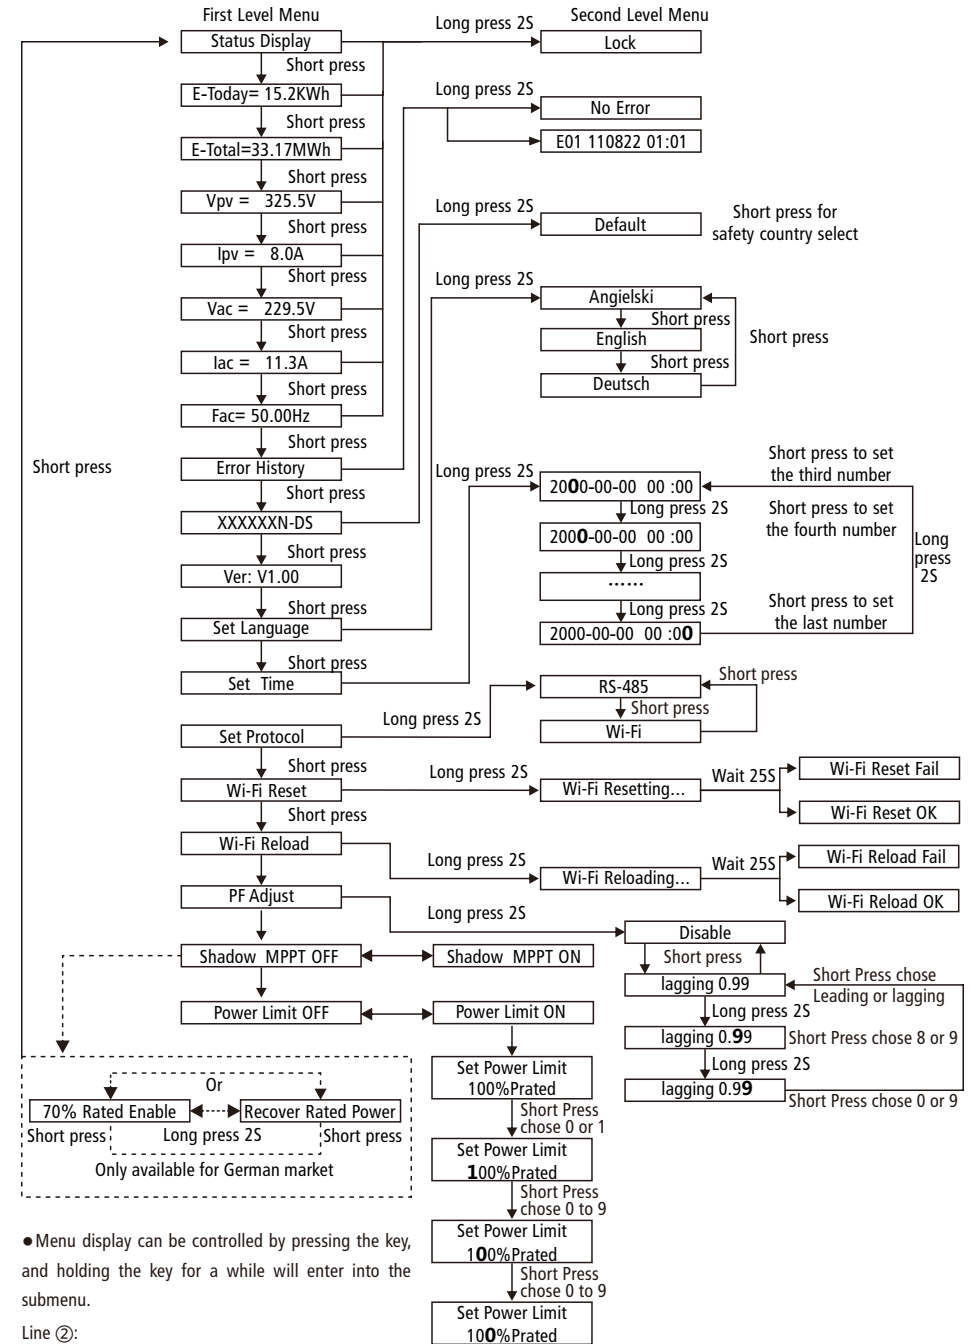 First Level Menu
Second Level Menu
Status Display
Long press 2S
Lock
Short press
E-Today= 15.2KWh
Long press 2S
No Error
Short press
E-Total=33.17MWh
E01 110822 01:01
Short press
Vpv = 325.5V
Long press 2S
Default
Short press for
safety country select
Short press
Ipv = 8.0A
Short press
Long press 2S
Angielski
Vac = 229.5V
Short press
Short press
English
Short press
Iac = 11.3A
Short press
Deutsch
Short press
Fac= 50.00Hz
Short press
Short press
Error History
Long press 2S
2000-00-00 00 :00
Short press to set
the third number
Short press
Long press 2S
XXXXXXN-DS
2000-00-00 00 :00
Short press to set
the fourth number
Long
press
2S
Short press
Long press 2S
Ver: V1.00
......
Short press
Long press 2S
Short press to set
the last number
Set Language
2000-00-00 00 :00
Short press
Set Time
RS-485
Short press
Long press 2S
Short press
Set Protocol
Wi-Fi
Short press
Long press 2S
Wi-Fi Reset
Wi-Fi Resetting...
Wait 25S
Wi-Fi Reset Fail
Wi-Fi Reset OK
Short press
Wi-Fi Reload
Long press 2S
Wi-Fi Reloading...
Wait 25S
Wi-Fi Reload Fail
Wi-Fi Reload OK
PF Adjust
Long press 2S
Disable
Short press
Shadow MPPT OFF
Shadow MPPT ON
lagging 0.99
Short Press chose
Leading or lagging
Long press 2S
Power Limit OFF
Power Limit ON
lagging 0.99
Short Press chose 8 or 9
Long press 2S
lagging 0.99
Short Press chose 0 or 9
Set Power Limit
100%Prated
Or
70% Rated Enable
Recover Rated Power
Short press
Long press 2S
Short press
Only available for German market
Short Press
chose 0 or 1
Set Power Limit
100%Prated
Short Press
chose 0 to 9
Set Power Limit
100%Prated
Short Press
chose 0 to 9
Set Power Limit
100%Prated
●Menu display can be controlled by pressing the key,
and holding the key for a while will enter into the
submenu.
Line ②: